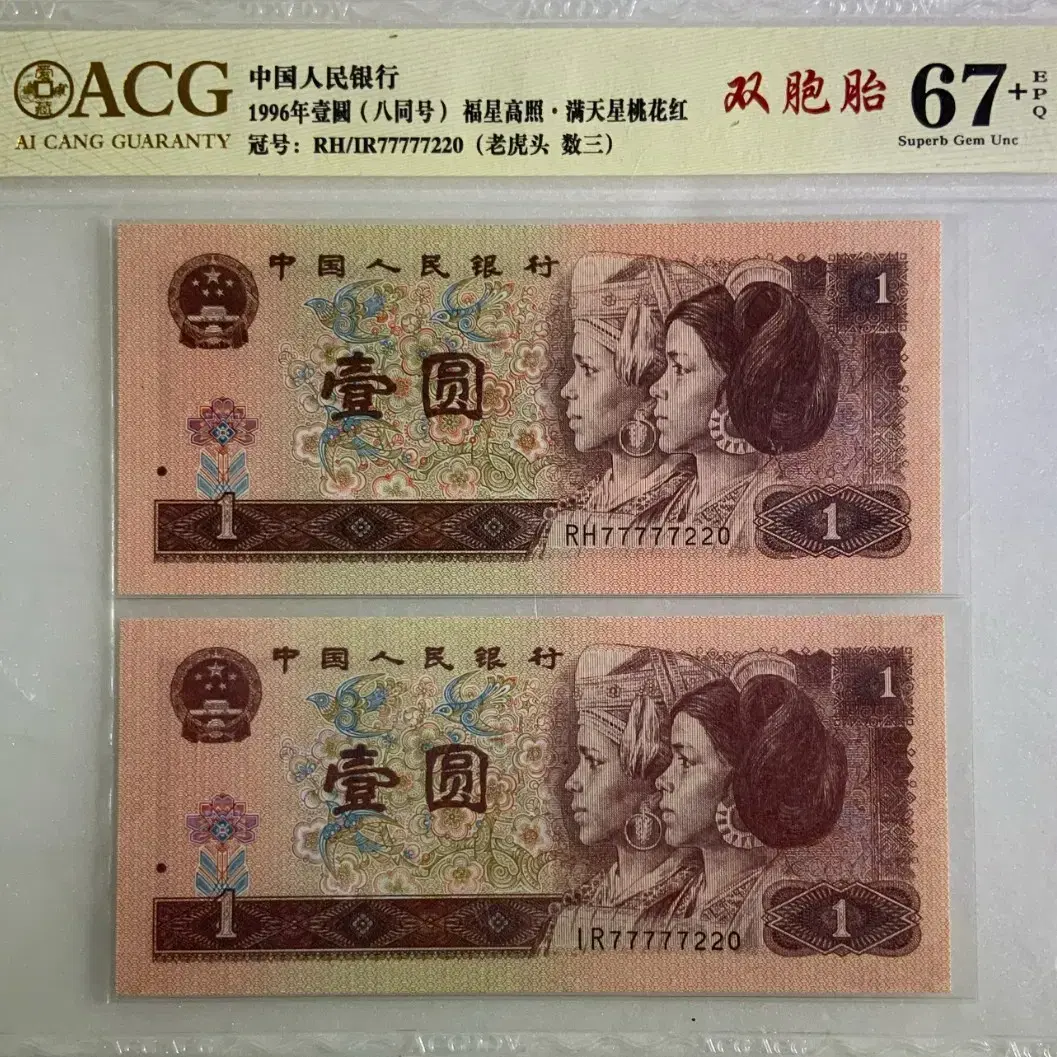 ACG
AI CANG GUARANTY
中国人民银行
1996年壹圆（八同号） 福星高照·满天星桃花红
冠号：RH/IR77777220（老虎头 数三）
双胞胎
67+
EPQ
Superb Gem Unc
中国人民银行
1
壹圆
1
RH77777220
1
中国人民银行
1
壹圆
1
IR77777220
1